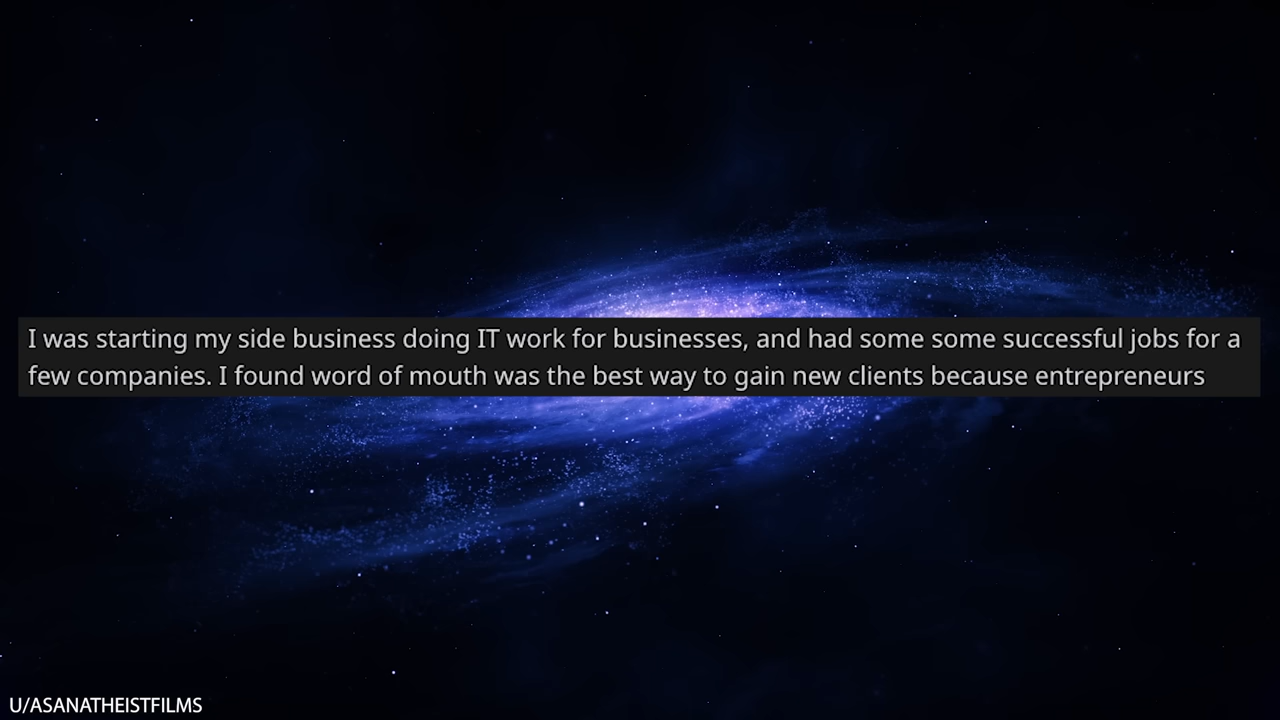 I was starting my side business doing IT work for businesses, and had some some successful jobs for a
few companies. I found word of mouth was the best way to gain new clients because entrepreneurs
U/ASANATHEISTFILMS